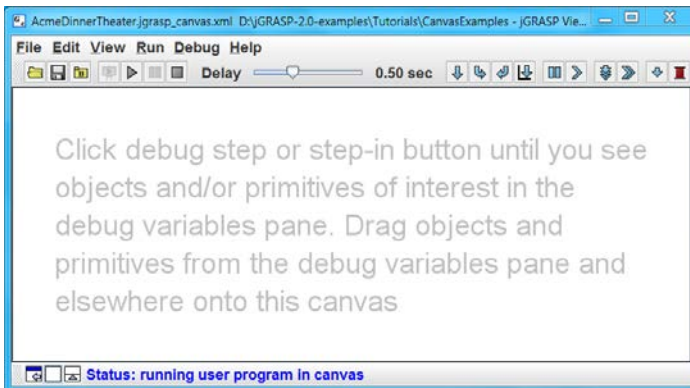 AcmeDinnerTheater.jgrasp_canvas.xml D:\jGRASP-2.0-examples\Tutorials\CanvasExamples - jGRASP Vie...
File Edit View Run Debug Help
Delay 0.50 sec
Click debug step or step-in button until you see
objects and/or primitives of interest in the
debug variables pane. Drag objects and
primitives from the debug variables pane and
elsewhere onto this canvas
Status: running user program in canvas